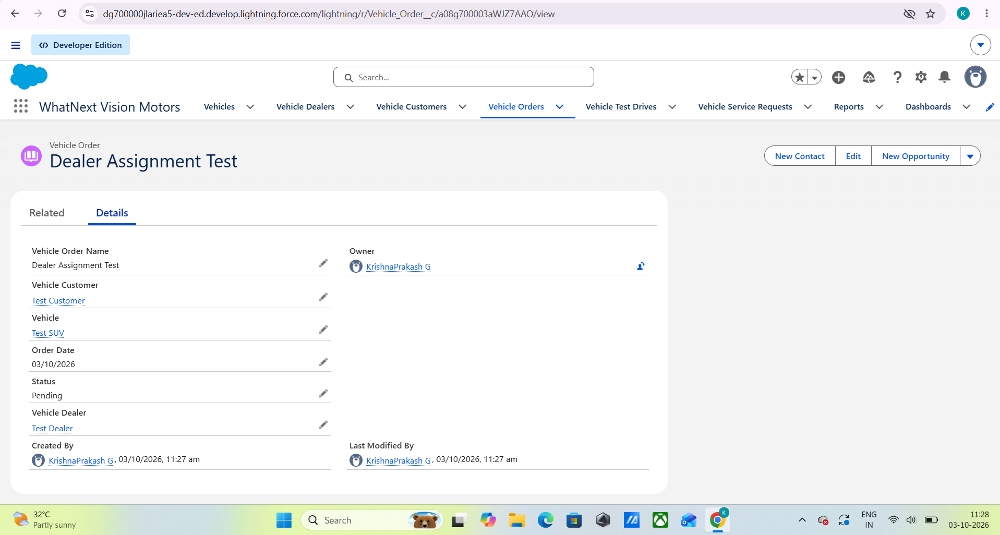 dg700000jlariea5-dev-ed.develop.lightning.force.com/lightning/r/Vehicle_Order__c/a08g700003aWJZ7AAO/view
K
Developer Edition
Search...
WhatNext Vision Motors
Vehicles
Vehicle Dealers
Vehicle Customers
Vehicle Orders
Vehicle Test Drives
Vehicle Service Requests
Reports
Dashboards
Vehicle Order
Dealer Assignment Test
New Contact
Edit
New Opportunity
Related
Details
Vehicle Order Name
Dealer Assignment Test
Owner
KrishnaPrakash G
Vehicle Customer
Test Customer
Vehicle
Test SUV
Order Date
03/10/2026
Status
Pending
Vehicle Dealer
Test Dealer
Created By
KrishnaPrakash G, 03/10/2026, 11:27 am
Last Modified By
KrishnaPrakash G, 03/10/2026, 11:27 am
32°C
Partly sunny
Search
K
ENG
IN
11:28
03-10-2026